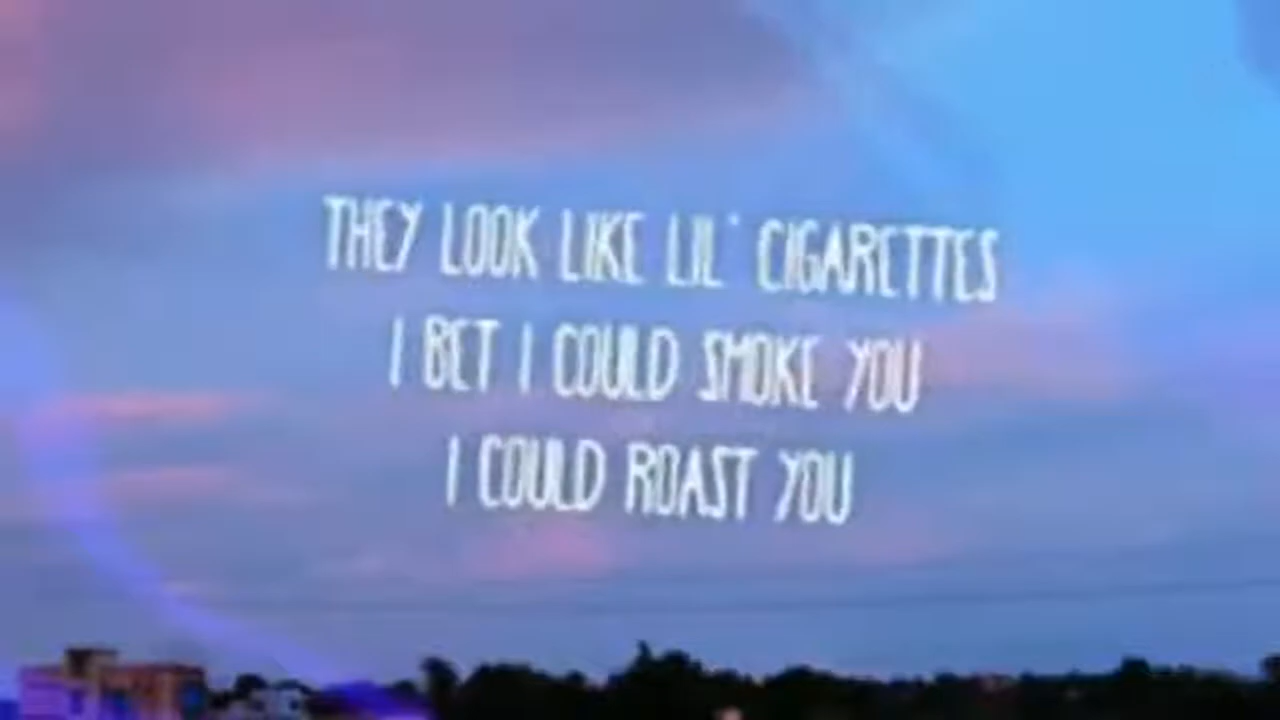 THEY LOOK LIKE LIL' CIGARETTES
I BET I COULD SMOKE YOU
I COULD ROAST YOU